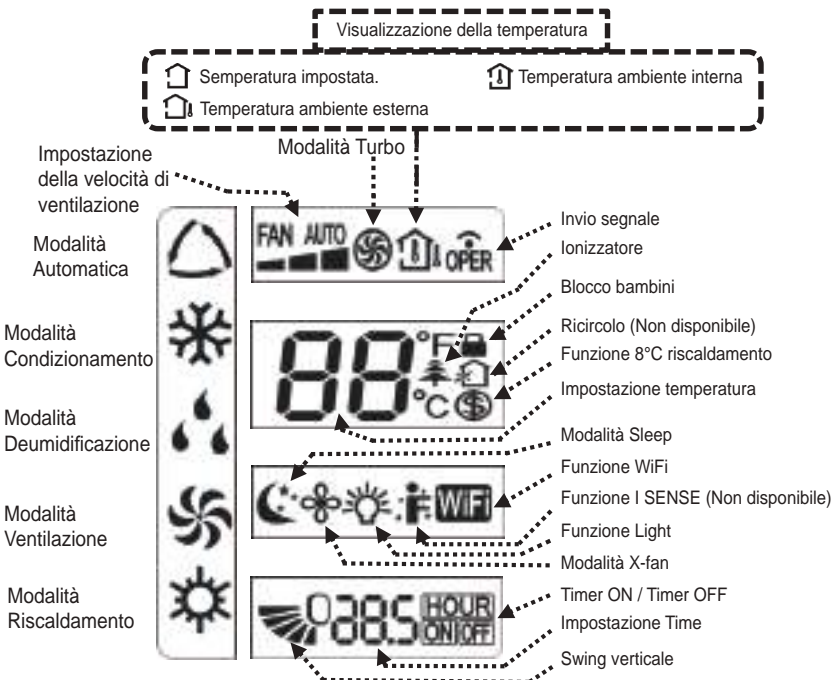 Visualizzazione della temperatura
Semperatura impostata.
Temperatura ambiente interna
Temperatura ambiente esterna
Modalità Turbo
Impostazione
della velocità di
ventilazione
Modalità
Automatica
Modalità
Condizionamento
Modalità
Deumidificazione
Modalità
Ventilazione
Modalità
Riscaldamento
FAN AUTO
OPER
88
°F
°C
WiFi
088.5
HOUR
ON OFF
Invio segnale
Ionizzatore
Blocco bambini
Ricircolo (Non disponibile)
Funzione 8°C riscaldamento
Impostazione temperatura
Modalità Sleep
Funzione WiFi
Funzione I SENSE (Non disponibile)
Funzione Light
Modalità X-fan
Timer ON / Timer OFF
Impostazione Time
Swing verticale